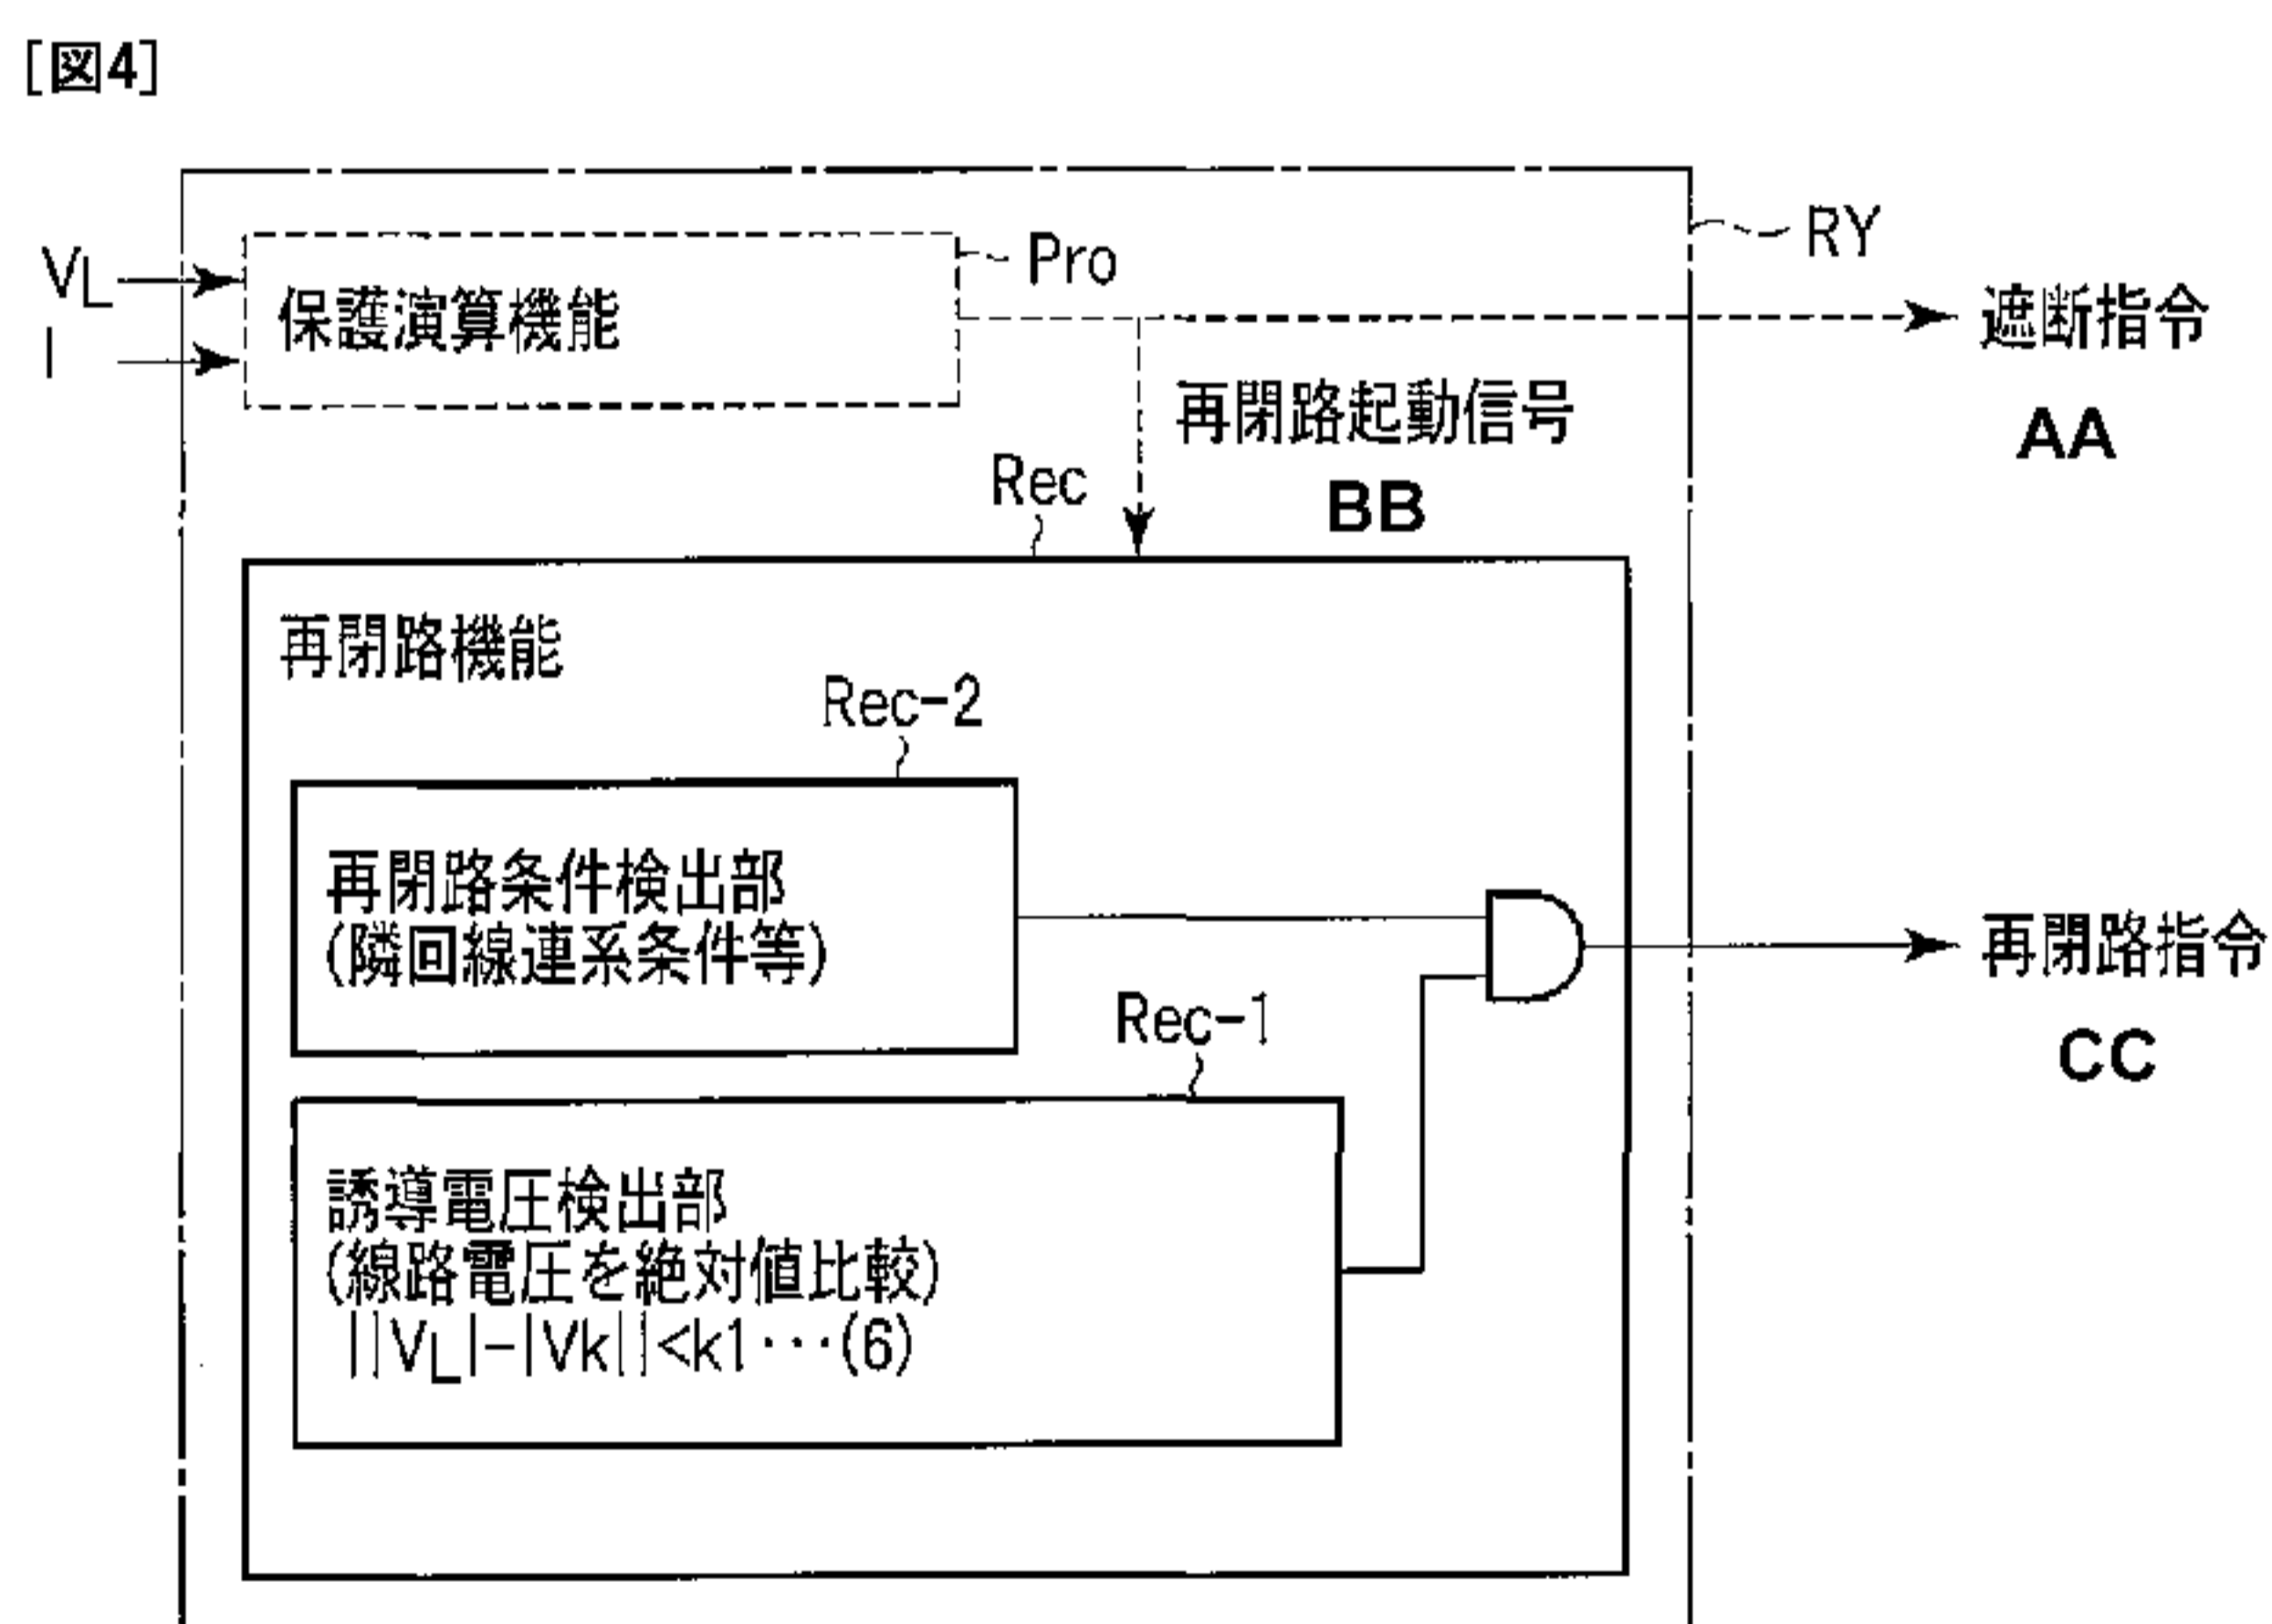 [図4]
RY
Pro
VL
I
保護演算機能
遮断指令
AA
再閉路起動信号
BB
Rec
再閉路機能
Rec-2
再閉路条件検出部
(隣回線連系条件等)
再閉路指令
CC
Rec-1
誘導電圧検出部
(線路電圧を絶対値比較)
||VL|-|Vk||<k1･･･(6)